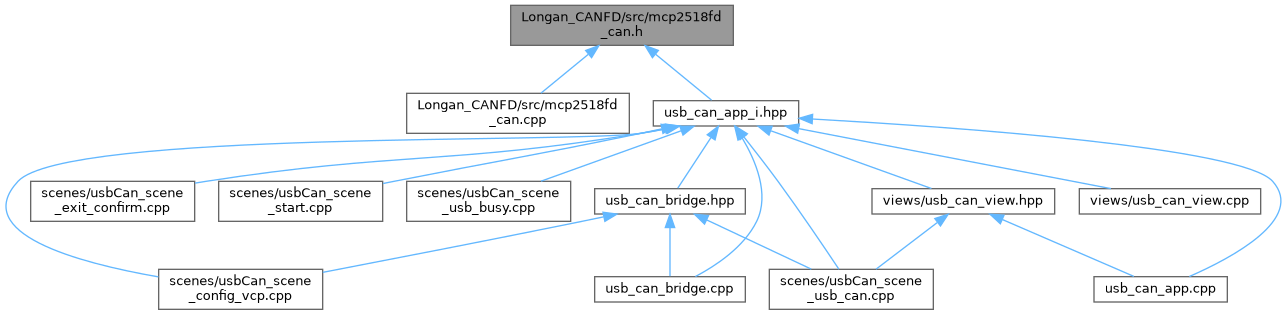 Longan_CANFD/src/mcp2518fd
_can.h
Longan_CANFD/src/mcp2518fd
_can.cpp
usb_can_app_i.hpp
scenes/usbCan_scene
_exit_confirm.cpp
scenes/usbCan_scene
_start.cpp
scenes/usbCan_scene
_usb_busy.cpp
usb_can_bridge.hpp
views/usb_can_view.hpp
views/usb_can_view.cpp
scenes/usbCan_scene
_config_vcp.cpp
usb_can_bridge.cpp
scenes/usbCan_scene
_usb_can.cpp
usb_can_app.cpp